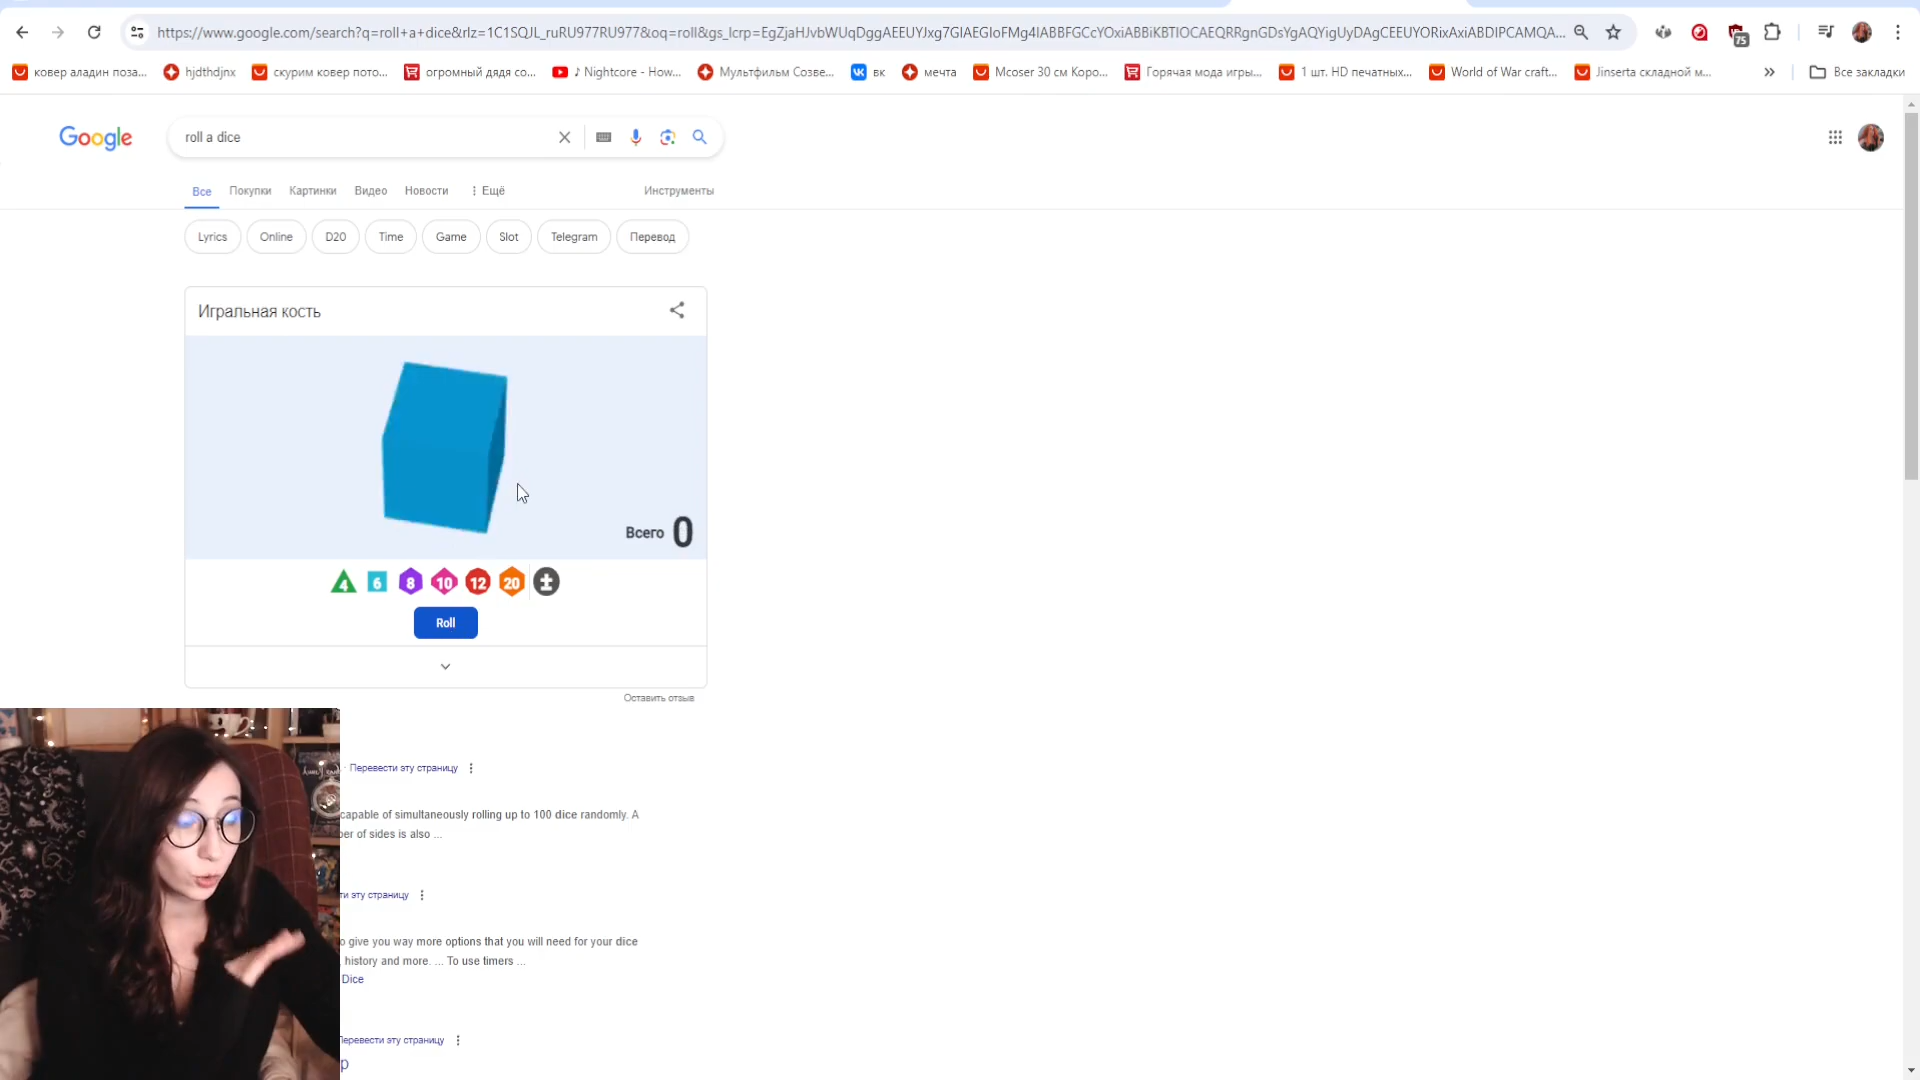 https://www.google.com/search?q=roll+a+dice&rlz=1C1SQJL_ruRU977RU977&oq=roll&gs_lcrp=EgZjaHJvbWUqDggAEEUYJxg7GIAEGIoFMg4IABBFGCcYOxiABBiKBTIOCAEQRRgnGDsYgAQYigUyDAgCEEUYORixAxiABDIPCAMQA...
75
ковер аладин поза...
hjdthdjnx
скурим ковер пото...
огромный дядя со...
♪ Nightcore - How...
Мультфильм Созве...
вк
мечта
Mcoser 30 см Коро...
Горячая мода игры...
1 шт. HD печатных...
World of War craft...
Jinserta складной м...
Все закладки
Google
roll a dice
Все Покупки Картинки Видео Новости Ещё Инструменты
Lyrics Online D20 Time Game Slot Telegram Перевод
Игральная кость
Всего 0
4 6 8 10 12 20 ±
Roll
Оставить отзыв
· Перевести эту страницу
capable of simultaneously rolling up to 100 dice randomly. A
er of sides is also ...
ти эту страницу
o give you way more options that you will need for your dice
history and more. ... To use timers ...
Dice
Перевести эту страницу
p